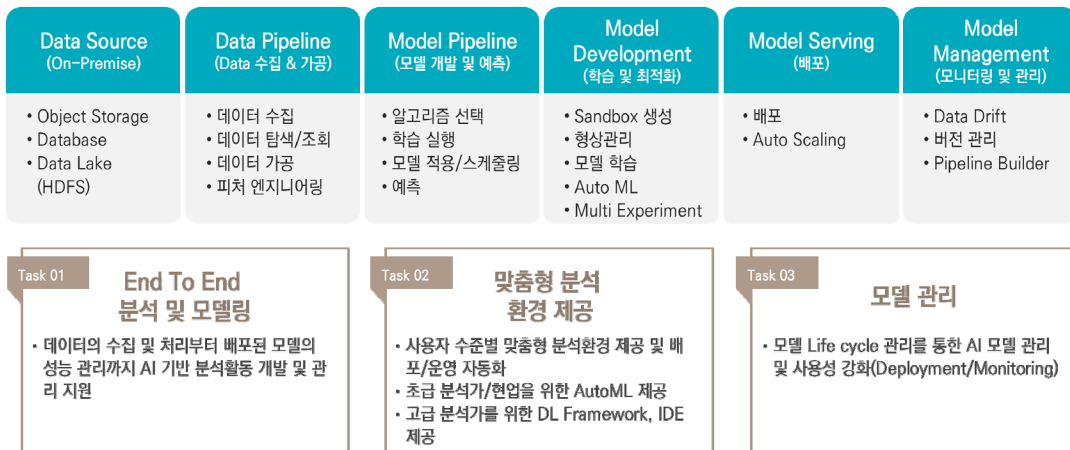 Data Source
(On-Premise)
• Object Storage
• Database
• Data Lake
(HDFS)
Data Pipeline
(Data 수집 & 가공)
• 데이터 수집
• 데이터 탐색/조회
• 데이터 가공
• 피처 엔지니어링
Model Pipeline
(모델 개발 및 예측)
• 알고리즘 선택
• 학습 실행
• 모델 적용/스케줄링
• 예측
Model
Development
(학습 및 최적화)
• Sandbox 생성
• 형상관리
• 모델 학습
• Auto ML
• Multi Experiment
Model Serving
(배포)
• 배포
• Auto Scaling
Model
Management
(모니터링 및 관리)
• Data Drift
• 버전 관리
• Pipeline Builder
Task 01
End To End
분석 및 모델링
• 데이터의 수집 및 처리부터 배포된 모델의
성능 관리까지 AI 기반 분석활동 개발 및 관
리 지원
Task 02
맞춤형 분석
환경 제공
• 사용자 수준별 맞춤형 분석환경 제공 및 배
포/운영 자동화
• 초급 분석가/현업을 위한 AutoML 제공
• 고급 분석가를 위한 DL Framework, IDE
제공
Task 03
모델 관리
• 모델 Life cycle 관리를 통한 AI 모델 관리
및 사용성 강화(Deployment/Monitoring)